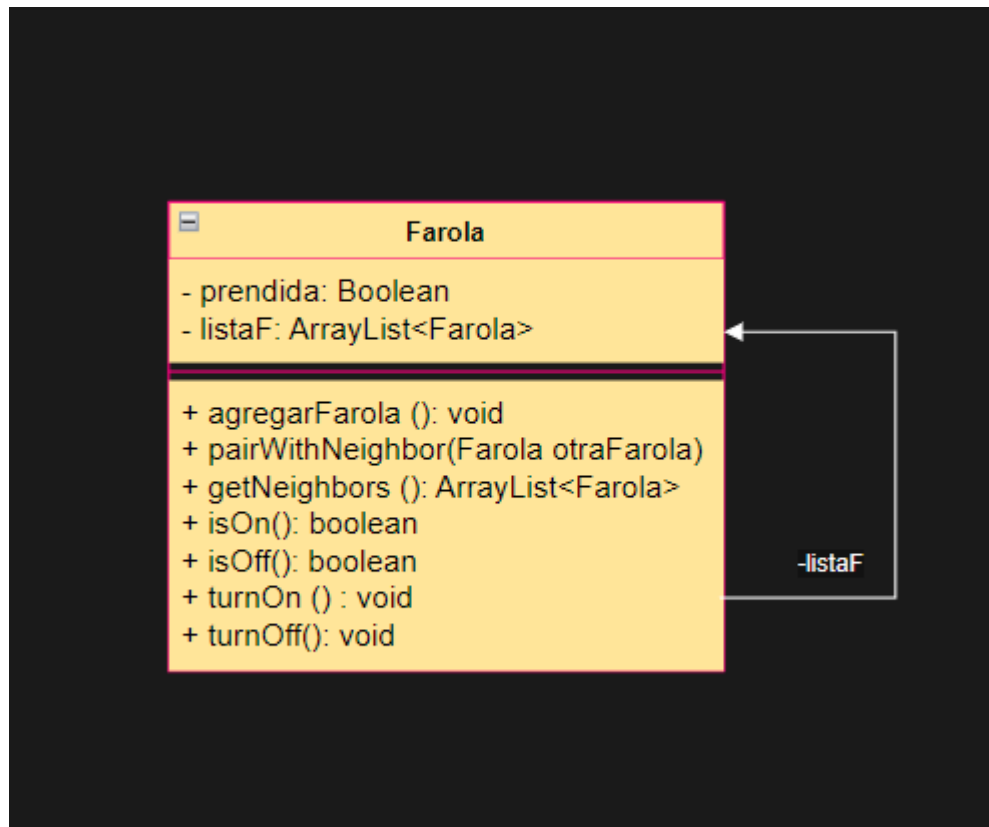 Farola
- prendida: Boolean
- listaF: ArrayList<Farola>
+ agregarFarola (): void
+ pairWithNeighbor(Farola otraFarola)
+ getNeighbors (): ArrayList<Farola>
+ isOn(): boolean
+ isOff(): boolean
+ turnOn () : void
+ turnOff(): void
-listaF